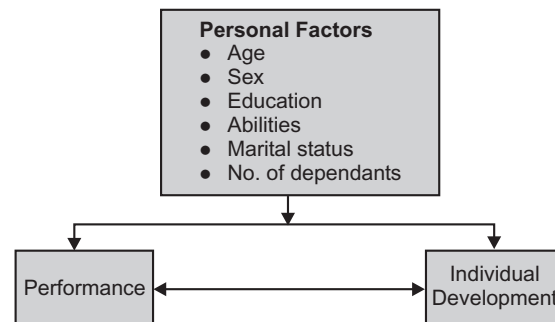 Personal Factors
● Age
● Sex
● Education
● Abilities
● Marital status
● No. of dependants
Performance
Individual
Development